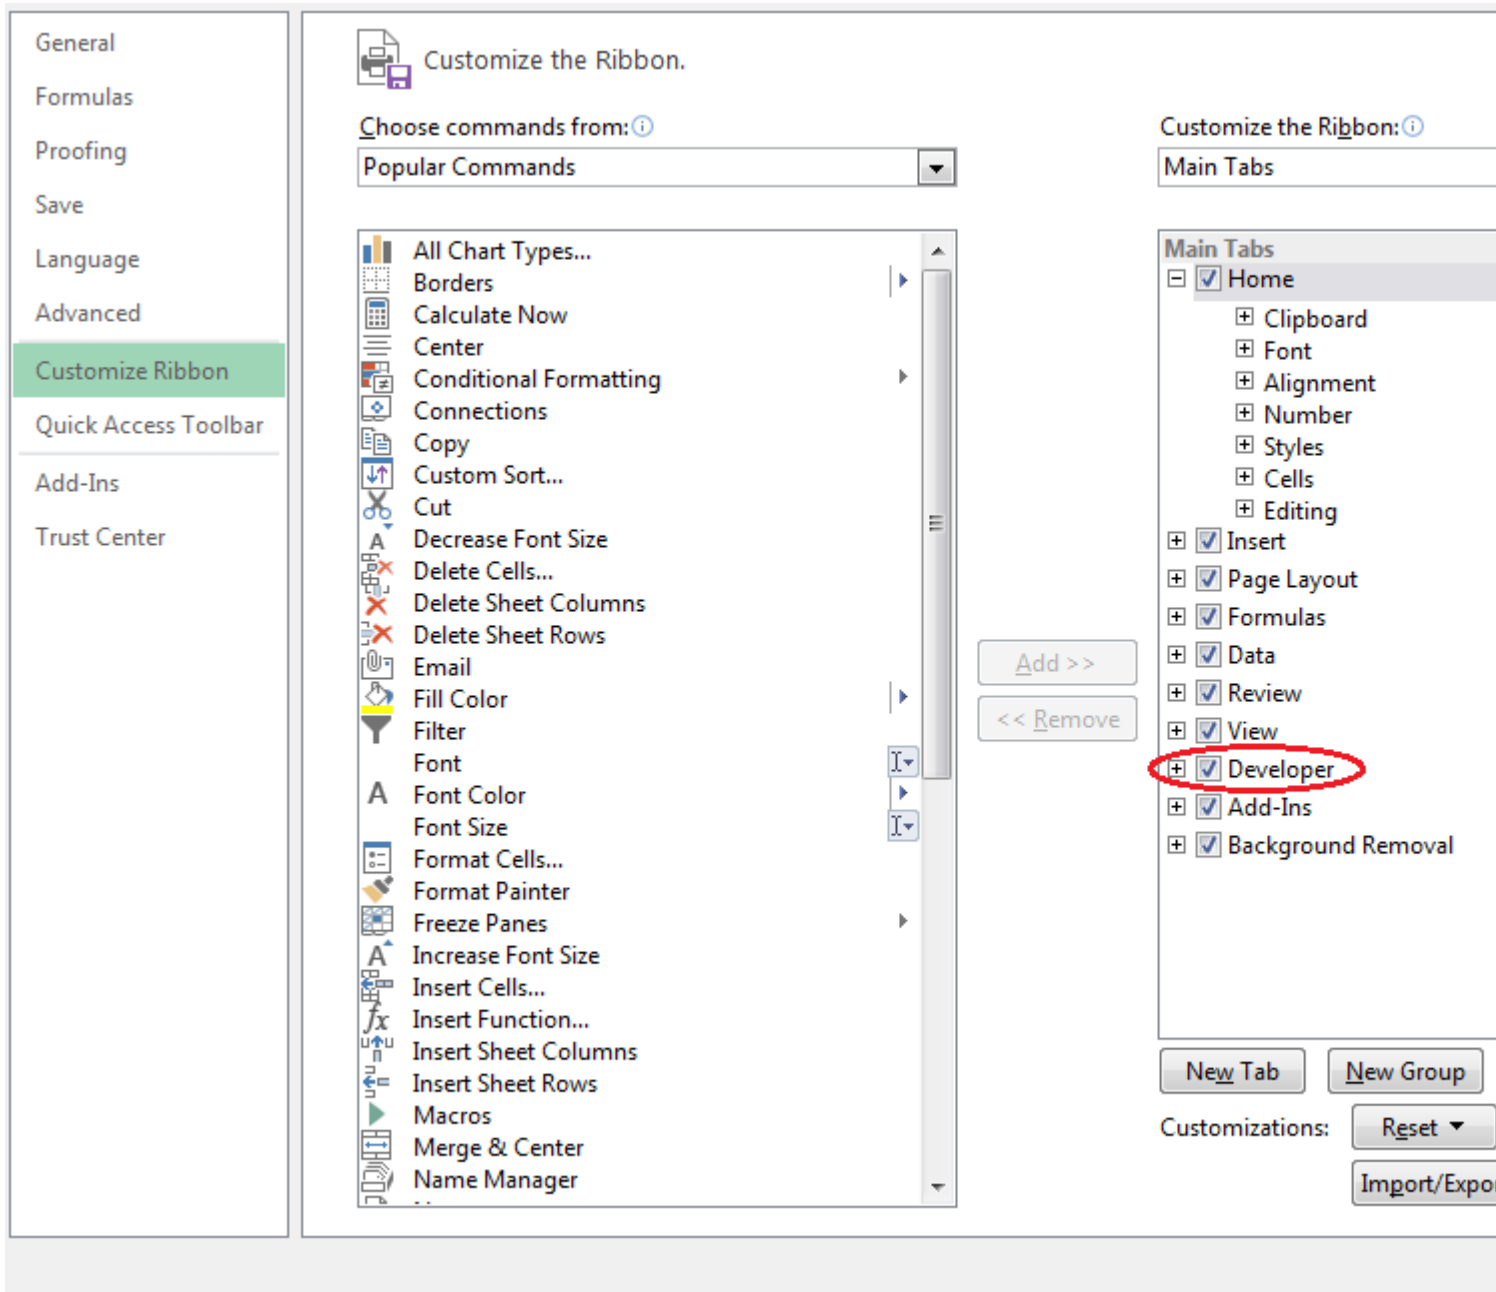 General
Formulas
Proofing
Save
Language
Advanced
Customize Ribbon
Quick Access Toolbar
Add-Ins
Trust Center
Customize the Ribbon.
Choose commands from:
Popular Commands
All Chart Types...
Borders
Calculate Now
Center
Conditional Formatting
Connections
Copy
Custom Sort...
Cut
Decrease Font Size
Delete Cells...
Delete Sheet Columns
Delete Sheet Rows
Email
Fill Color
Filter
Font
Font Color
Font Size
Format Cells...
Format Painter
Freeze Panes
Increase Font Size
Insert Cells...
Insert Function...
Insert Sheet Columns
Insert Sheet Rows
Macros
Merge & Center
Name Manager
Add >>
<< Remove
Customize the Ribbon:
Main Tabs
Main Tabs
Home
Clipboard
Font
Alignment
Number
Styles
Cells
Editing
Insert
Page Layout
Formulas
Data
Review
View
Developer
Add-Ins
Background Removal
New Tab
New Group
Customizations:
Reset
Import/Expo